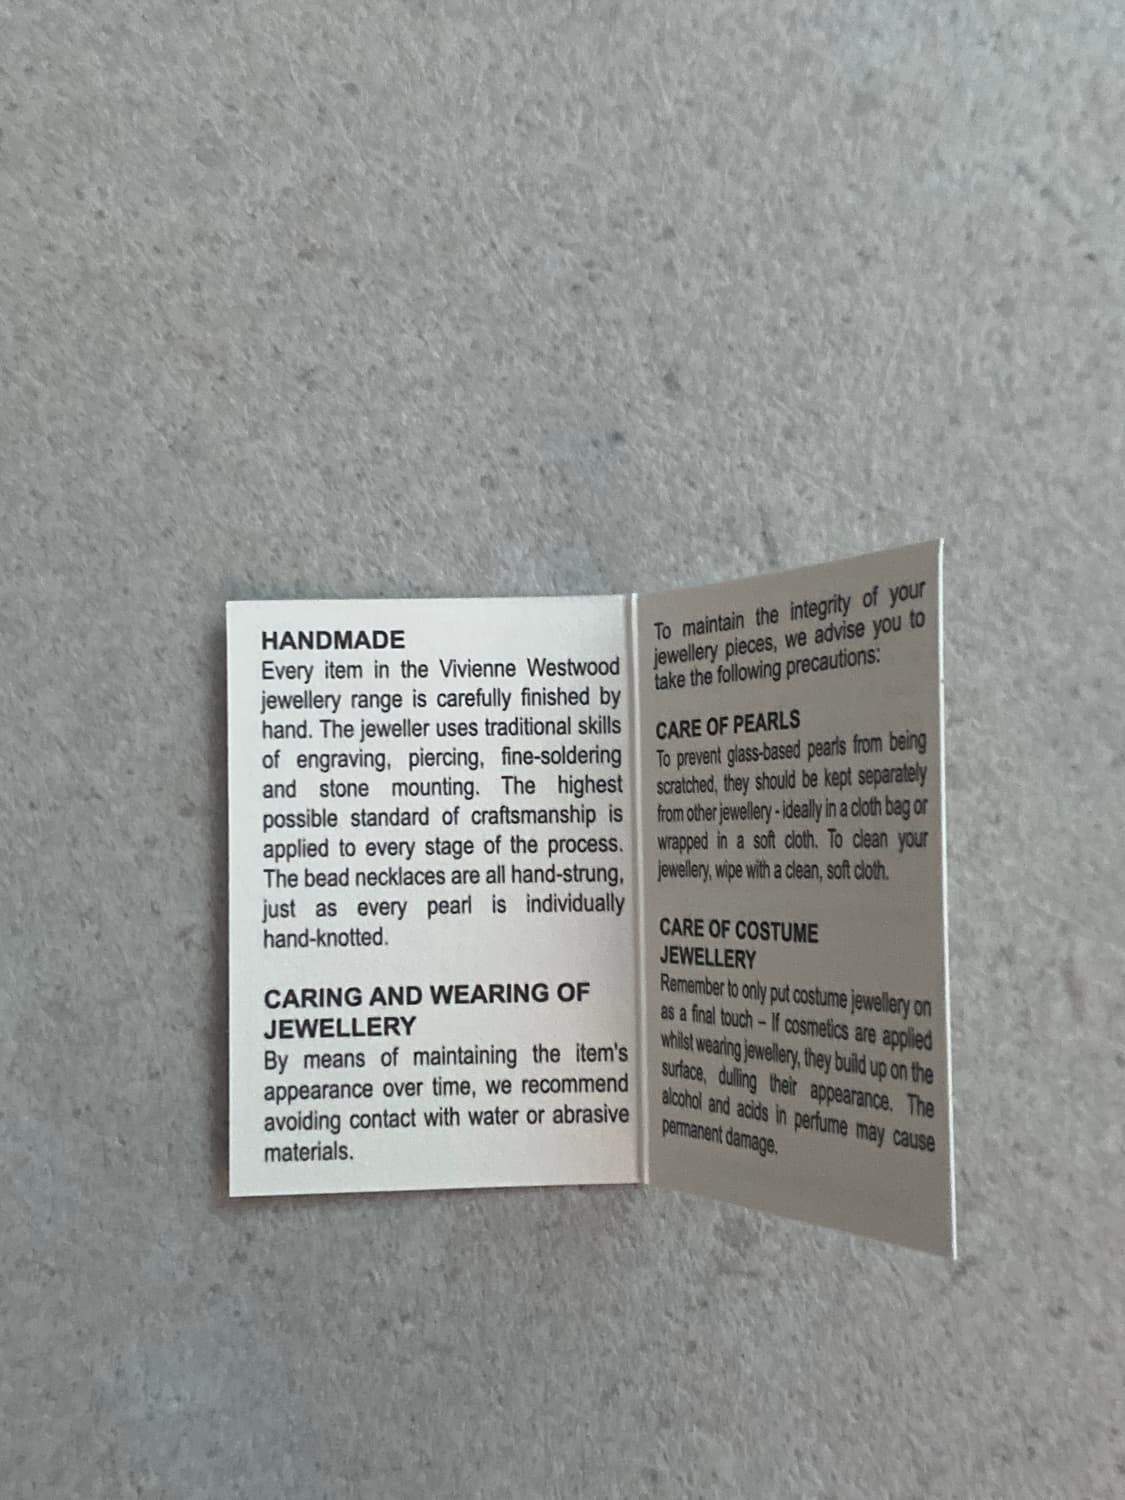 HANDMADE
Every item in the Vivienne Westwood
jewellery range is carefully finished by
hand. The jeweller uses traditional skills
of engraving, piercing, fine-soldering
and stone mounting. The highest
possible standard of craftsmanship is
applied to every stage of the process.
The bead necklaces are all hand-strung,
just as every pearl is individually
hand-knotted.
CARING AND WEARING OF
JEWELLERY
By means of maintaining the item's
appearance over time, we recommend
avoiding contact with water or abrasive
materials.
To maintain the integrity of your
jewellery pieces, we advise you to
take the following precautions:
CARE OF PEARLS
To prevent glass-based pearls from being
scratched, they should be kept separately
from other jewellery - ideally in a cloth bag or
wrapped in a soft cloth. To clean your
jewellery, wipe with a clean, soft cloth.
CARE OF COSTUME
JEWELLERY
Remember to only put costume jewellery on
as a final touch – If cosmetics are applied
whilst wearing jewellery, they build up on the
surface, dulling their appearance. The
alcohol and acids in perfume may cause
permanent damage.